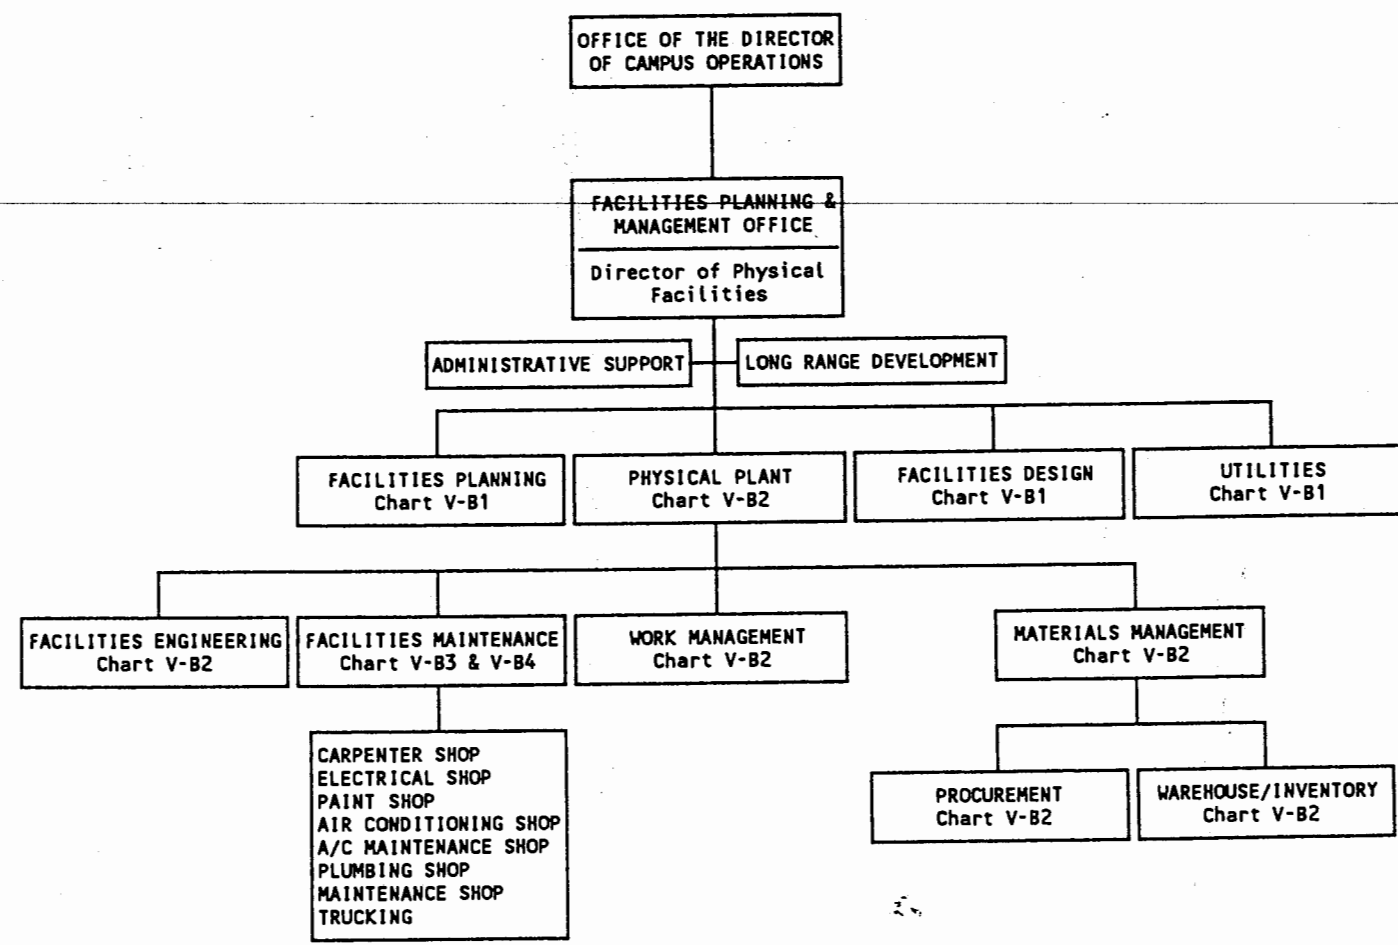 OFFICE OF THE DIRECTOR
OF CAMPUS OPERATIONS
FACILITIES PLANNING &
MANAGEMENT OFFICE
Director of Physical
Facilities
ADMINISTRATIVE SUPPORT
LONG RANGE DEVELOPMENT
FACILITIES PLANNING
Chart V-B1
PHYSICAL PLANT
Chart V-B2
FACILITIES DESIGN
Chart V-B1
UTILITIES
Chart V-B1
FACILITIES ENGINEERING
Chart V-B2
FACILITIES MAINTENANCE
Chart V-B3 & V-B4
WORK MANAGEMENT
Chart V-B2
MATERIALS MANAGEMENT
Chart V-B2
CARPENTER SHOP
ELECTRICAL SHOP
PAINT SHOP
AIR CONDITIONING SHOP
A/C MAINTENANCE SHOP
PLUMBING SHOP
MAINTENANCE SHOP
TRUCKING
PROCUREMENT
Chart V-B2
WAREHOUSE/INVENTORY
Chart V-B2